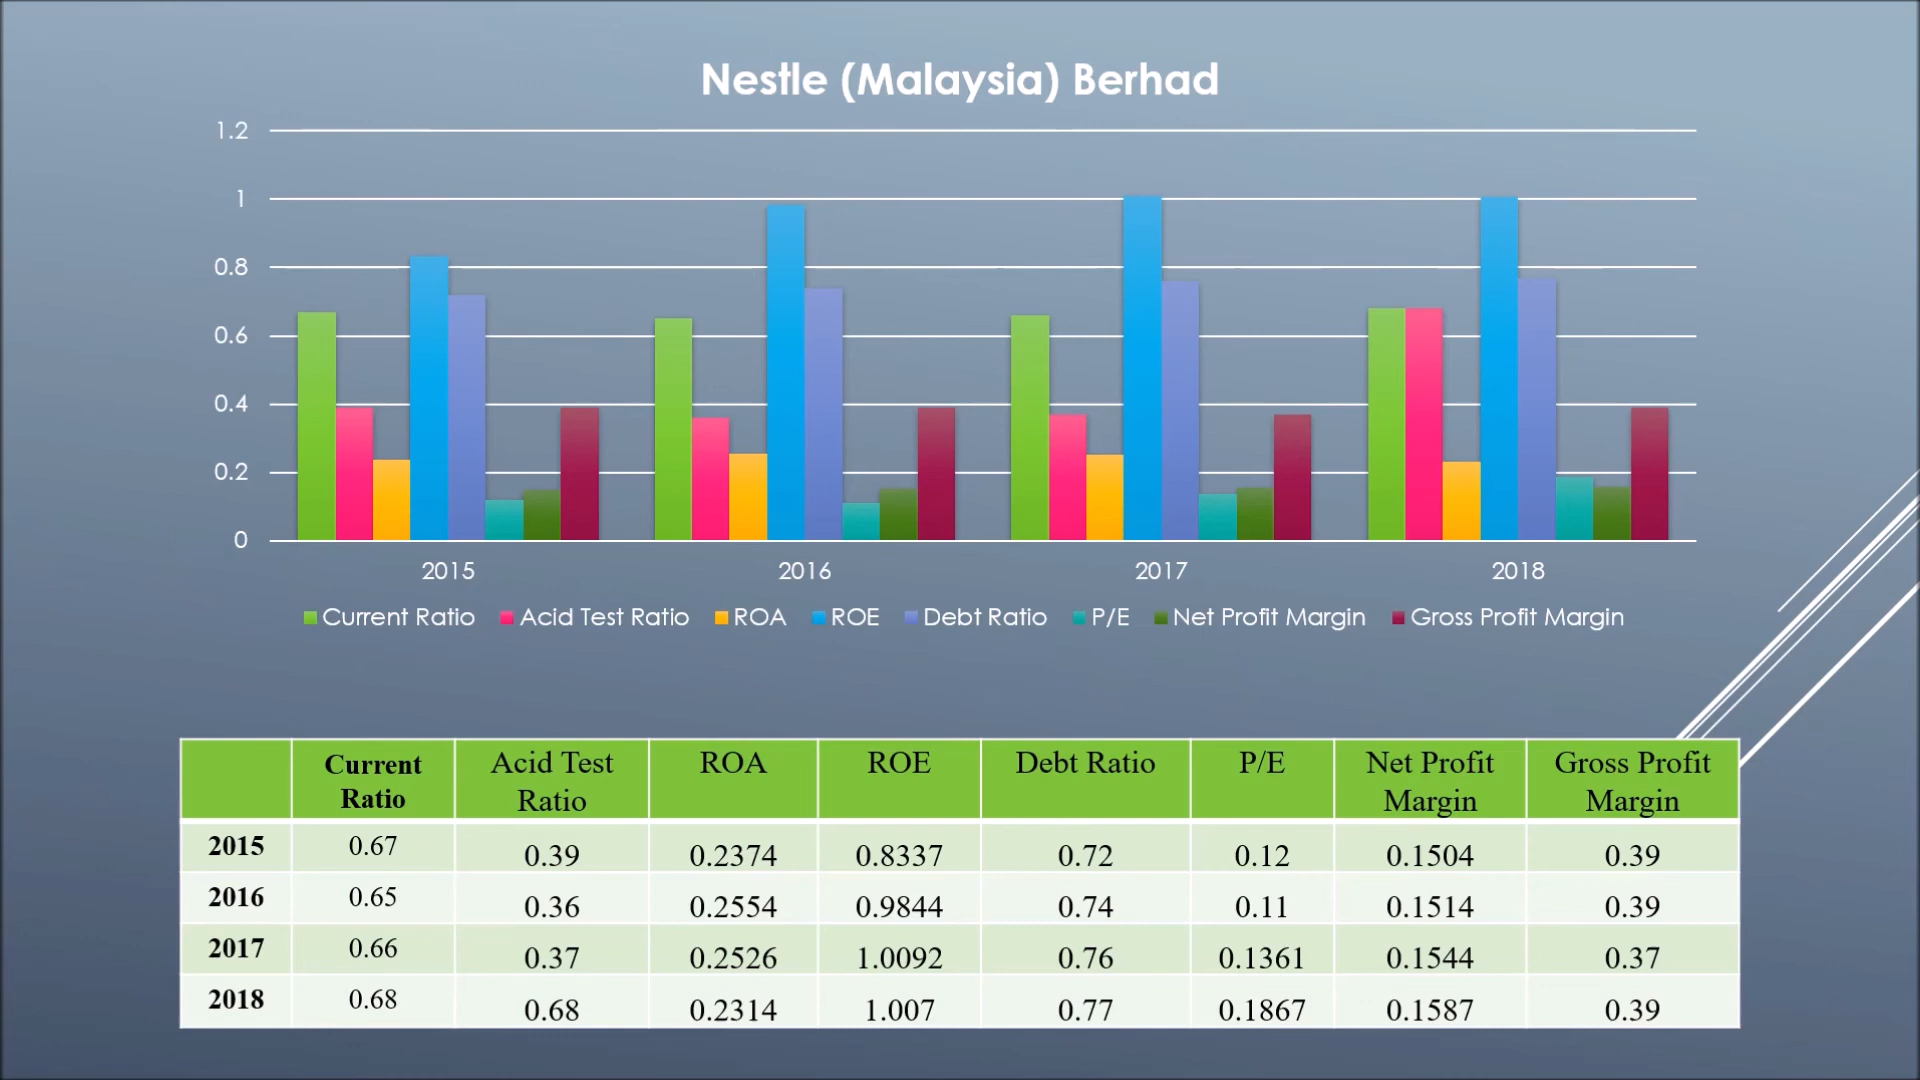 Nestle (Malaysia) Berhad
1.2
1
0.8
0.6
0.4
0.2
0
2015 2016 2017 2018
Current Ratio Acid Test Ratio ROA ROE Debt Ratio P/E Net Profit Margin Gross Profit Margin
Current Ratio Acid Test Ratio ROA ROE Debt Ratio P/E Net Profit Margin Gross Profit Margin
2015 0.67 0.39 0.2374 0.8337 0.72 0.12 0.1504 0.39
2016 0.65 0.36 0.2554 0.9844 0.74 0.11 0.1514 0.39
2017 0.66 0.37 0.2526 1.0092 0.76 0.1361 0.1544 0.37
2018 0.68 0.68 0.2314 1.007 0.77 0.1867 0.1587 0.39